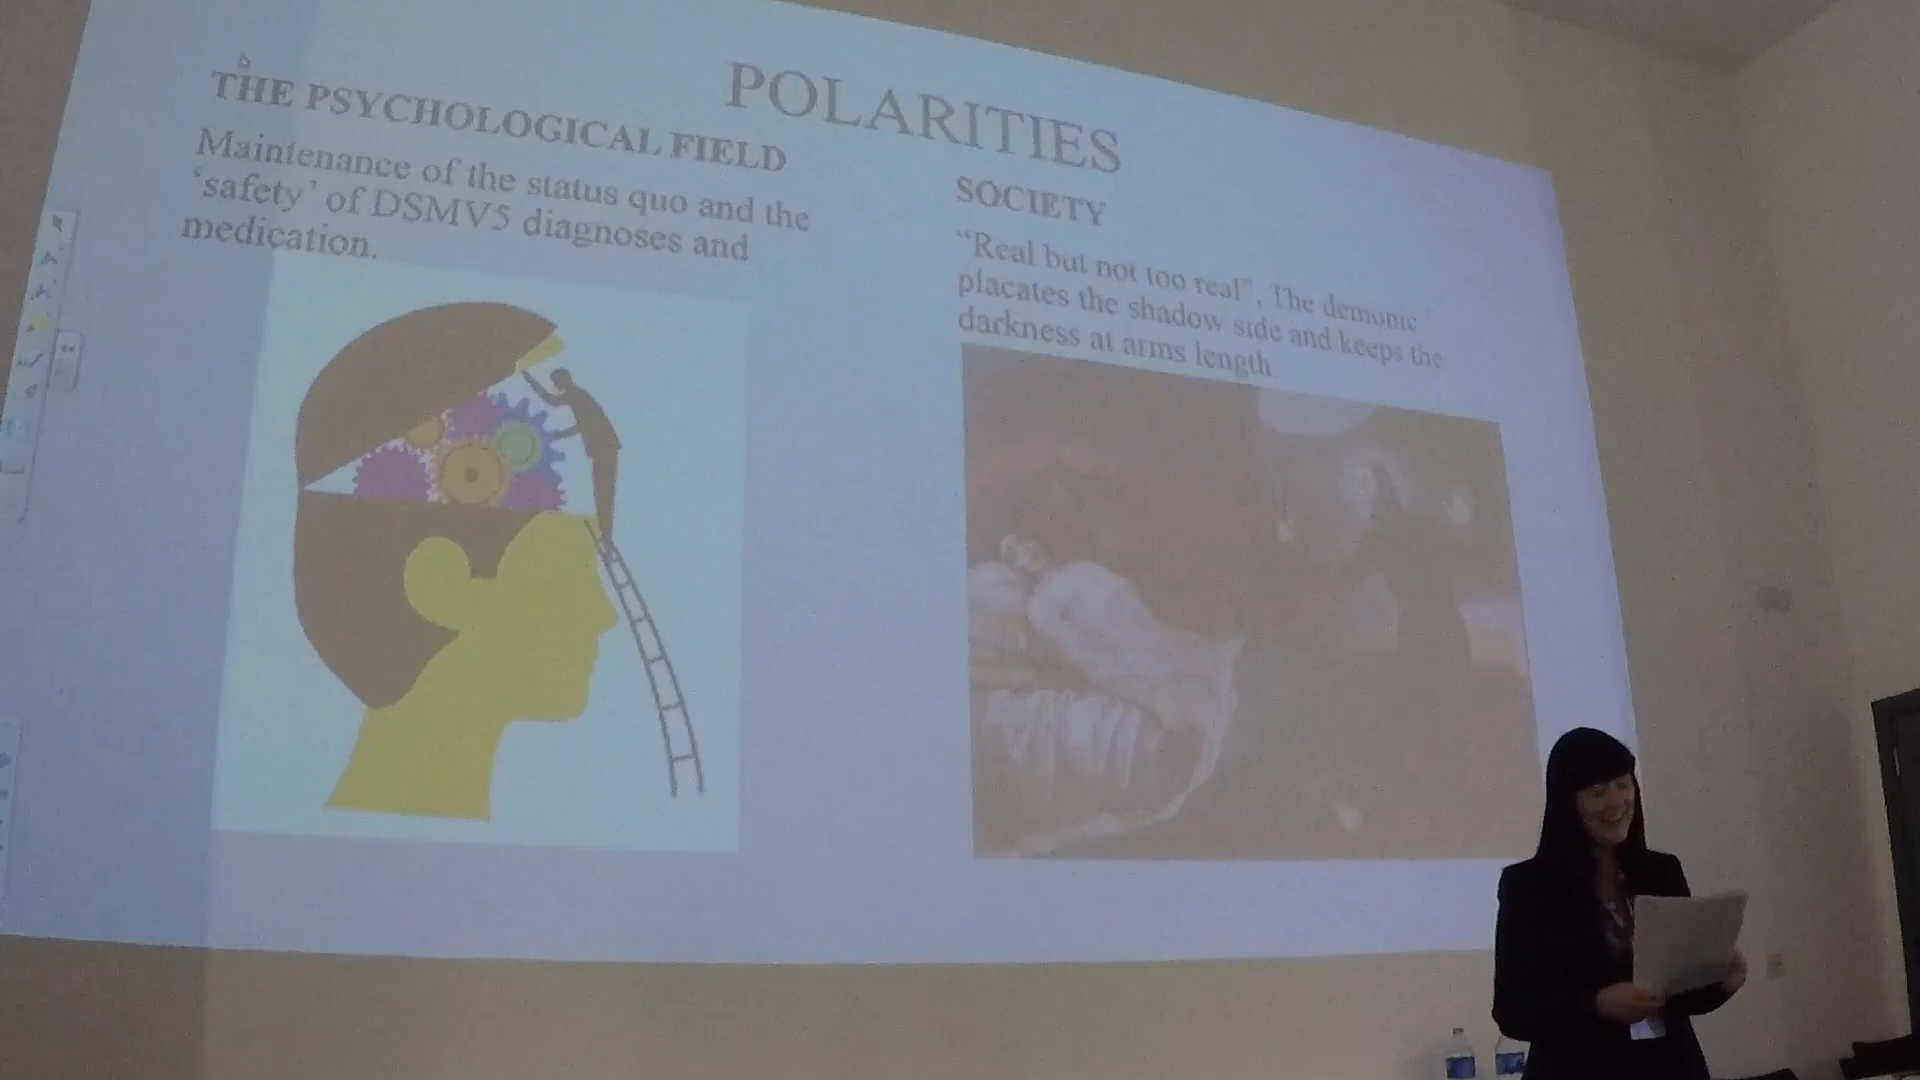 POLARITIES
THE PSYCHOLOGICAL FIELD
Maintenance of the status quo and the
‘safety’ of DSMV5 diagnoses and
medication.
SOCIETY
“Real but not too real”, The demonic
placates the shadow side and keeps the
darkness at arms length.